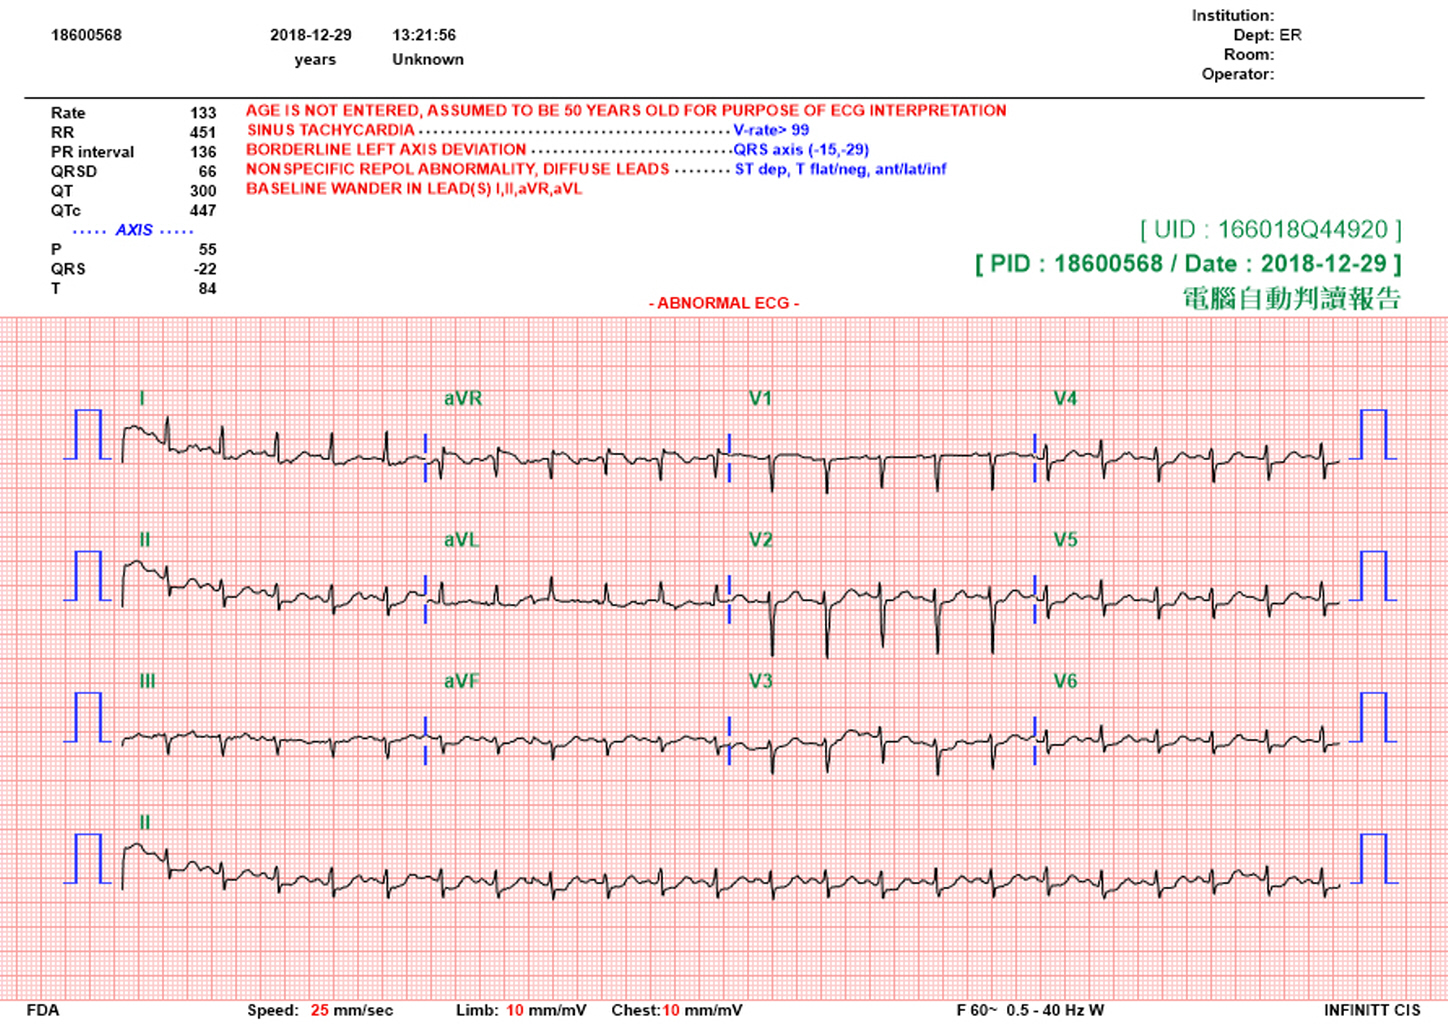 Institution:
18600568 2018-12-29 13:21:56 Dept: ER
years Unknown Room:
Operator:
Rate 133 AGE IS NOT ENTERED, ASSUMED TO BE 50 YEARS OLD FOR PURPOSE OF ECG INTERPRETATION
RR 451 SINUS TACHYCARDIA ······································ V-rate> 99
PR interval 136 BORDERLINE LEFT AXIS DEVIATION ························ QRS axis (-15,-29)
QRSD 66 NONSPECIFIC REPOL ABNORMALITY, DIFFUSE LEADS ········ ST dep, T flat/neg, ant/lat/inf
QT 300 BASELINE WANDER IN LEAD(S) I,II,aVR,aVL
QTc 447
····· AXIS ·····
P 55
QRS -22
T 84
[ UID : 166018Q44920 ]
[ PID : 18600568 / Date : 2018-12-29 ]
電腦自動判讀報告
- ABNORMAL ECG -
I aVR V1 V4
II aVL V2 V5
III aVF V3 V6
II
FDA Speed: 25 mm/sec Limb: 10 mm/mV Chest:10 mm/mV F 60~ 0.5 - 40 Hz W INFINITT CIS